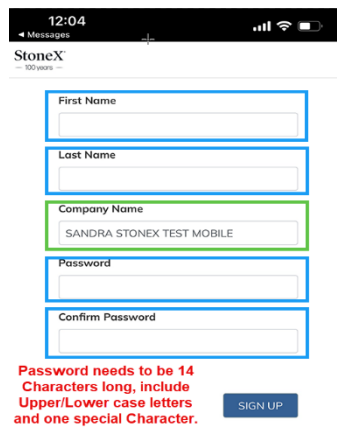 12:04
◄ Messages
StoneX
— 100 years —
First Name
Last Name
Company Name
SANDRA STONEX TEST MOBILE
Password
Confirm Password
Password needs to be 14
Characters long, include
Upper/Lower case letters
and one special Character.
SIGN UP